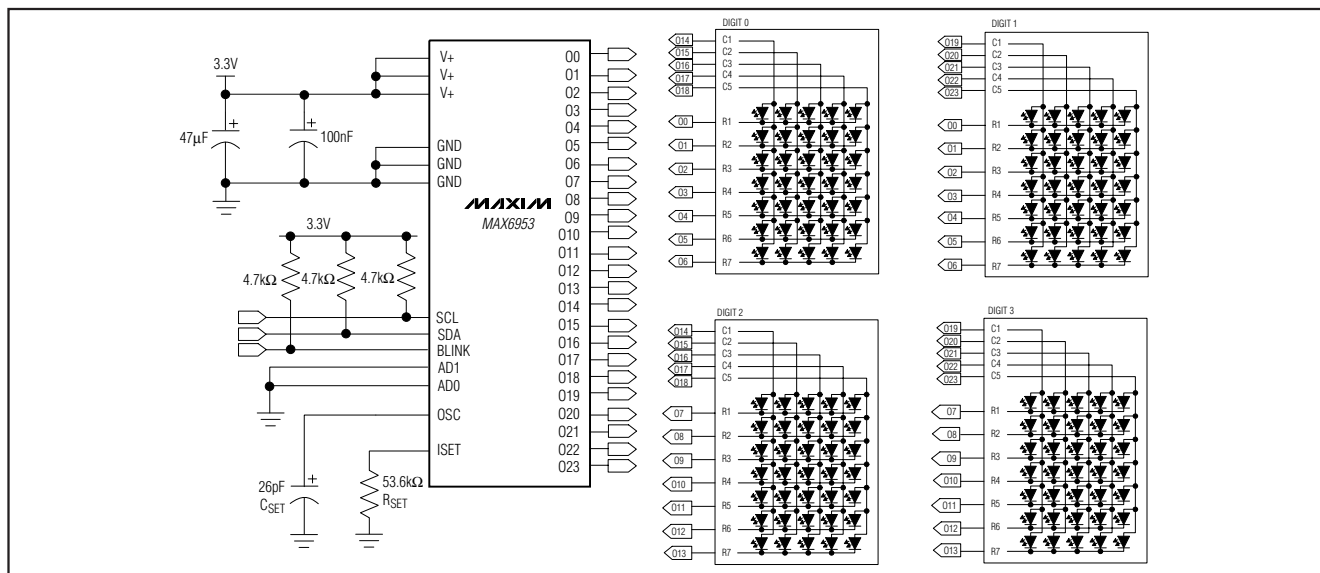 3.3V
47µF
100nF
V+
V+
V+
GND
GND
GND
MAXIM
MAX6953
3.3V
4.7kΩ
4.7kΩ
4.7kΩ
SCL
SDA
BLINK
AD1
AD0
OSC
ISET
26pF
CSET
53.6kΩ
RSET
O0
O1
O2
O3
O4
O5
O6
O7
O8
O9
O10
O11
O12
O13
O14
O15
O16
O17
O18
O19
O20
O21
O22
O23
DIGIT 0
O14 C1
O15 C2
O16 C3
O17 C4
O18 C5
O0 R1
O1 R2
O2 R3
O3 R4
O4 R5
O5 R6
O6 R7
DIGIT 1
O19 C1
O20 C2
O21 C3
O22 C4
O23 C5
O0 R1
O1 R2
O2 R3
O3 R4
O4 R5
O5 R6
O6 R7
DIGIT 2
O14 C1
O15 C2
O16 C3
O17 C4
O18 C5
O7 R1
O8 R2
O9 R3
O10 R4
O11 R5
O12 R6
O13 R7
DIGIT 3
O19 C1
O20 C2
O21 C3
O22 C4
O23 C5
O7 R1
O8 R2
O9 R3
O10 R4
O11 R5
O12 R6
O13 R7